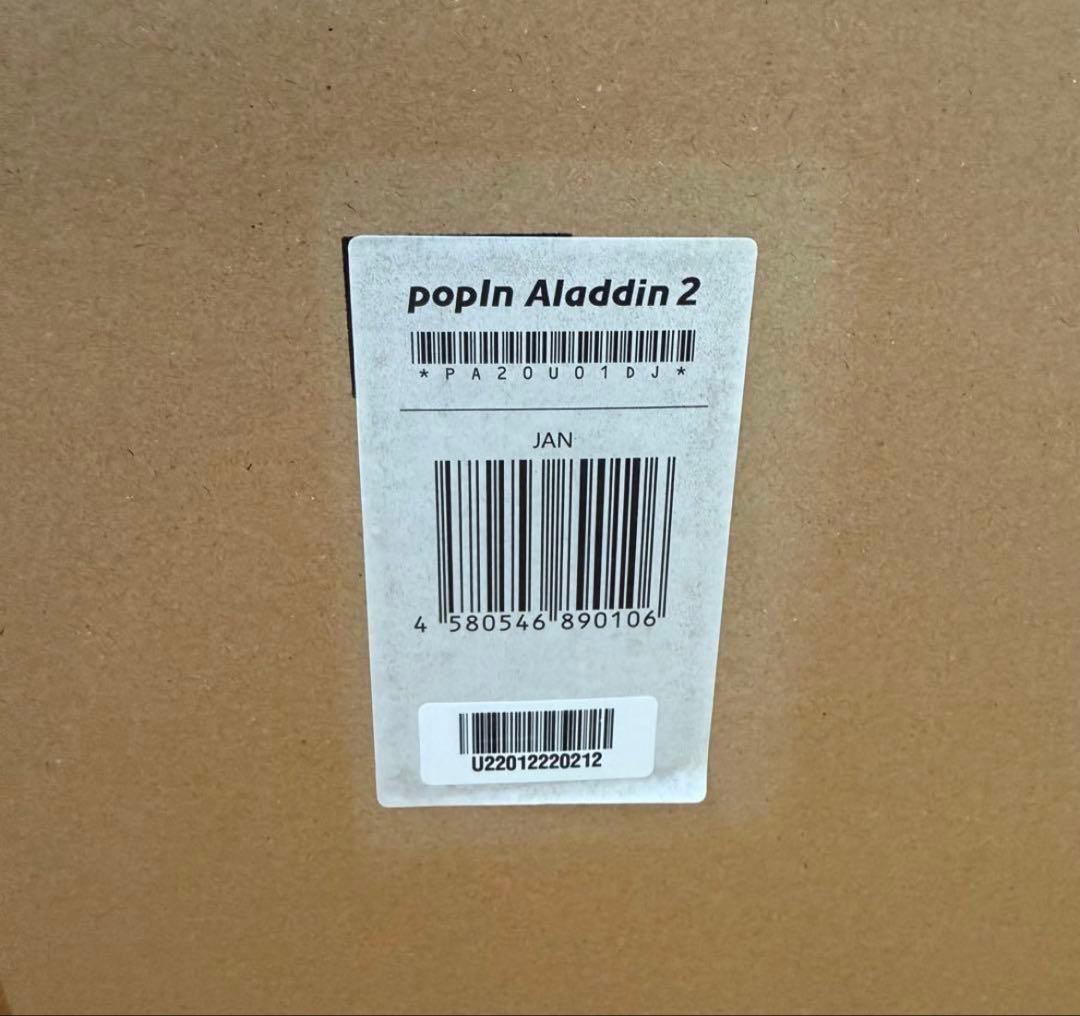 popIn Aladdin 2
*PA20U01DJ*
JAN
4 580546 890106
U22012220212